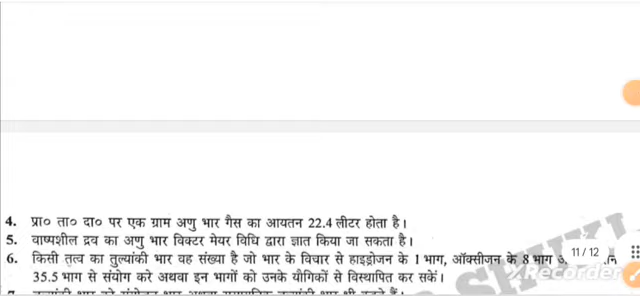 4. प्रा० ता० दा० पर एक ग्राम अणु भार गैस का आयतन 22.4 लीटर होता है।
5. वाष्पशील द्रव का अणु भार विक्टर मेयर विधि द्वारा ज्ञात किया जा सकता है।
6. किसी तत्व का तुल्यांकी भार वह संख्या है जो भार के विचार से हाइड्रोजन के 1 भाग, ऑक्सीजन के 8 भाग
11/12
35.5 भाग से संयोग करे अथवा इन भागों को उनके यौगिकों से विस्थापित कर सकें।
XRecorder